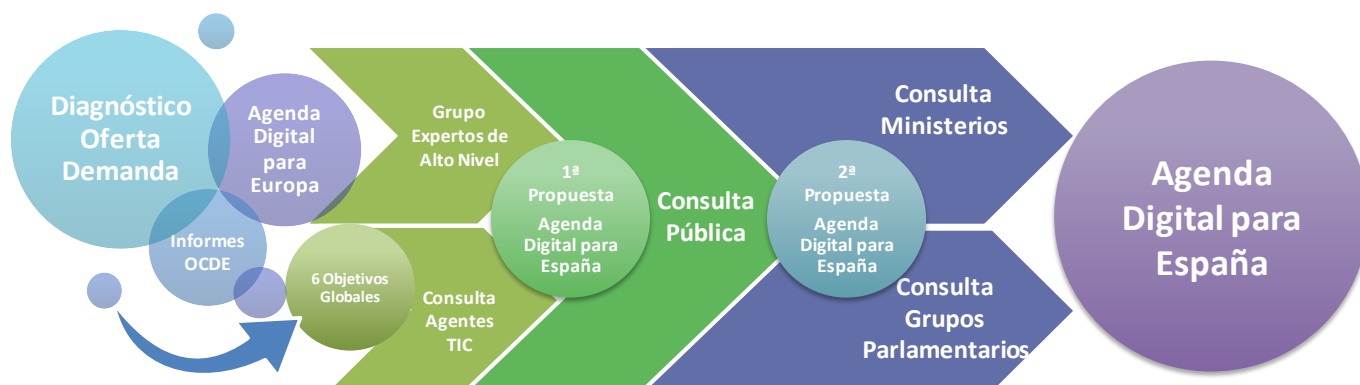 Diagnóstico
Oferta
Demanda
Agenda
Digital
para
Europa
Informes
OCDE
6 Objetivos
Globales
Grupo
Expertos de
Alto Nivel
Consulta
Agentes
TIC
1ª
Propuesta
Agenda
Digital para
España
Consulta
Pública
2ª
Propuesta
Agenda
Digital para
España
Consulta
Ministerios
Consulta
Grupos
Parlamentarios
Agenda
Digital para
España